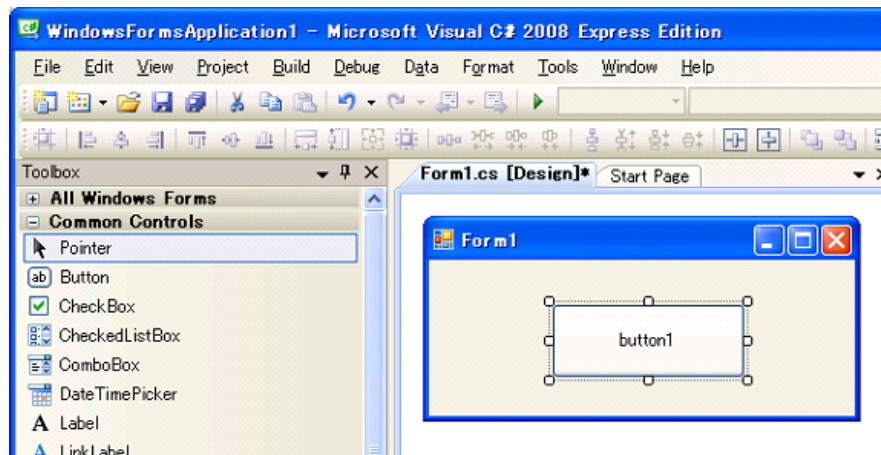 WindowsFormsApplication1 - Microsoft Visual C# 2008 Express Edition
File Edit View Project Build Debug Data Format Tools Window Help
Toolbox
Form1.cs [Design]* Start Page
All Windows Forms
Common Controls
Pointer
Button
CheckBox
CheckedListBox
ComboBox
DateTimePicker
Label
LinkLabel
Form1
button1